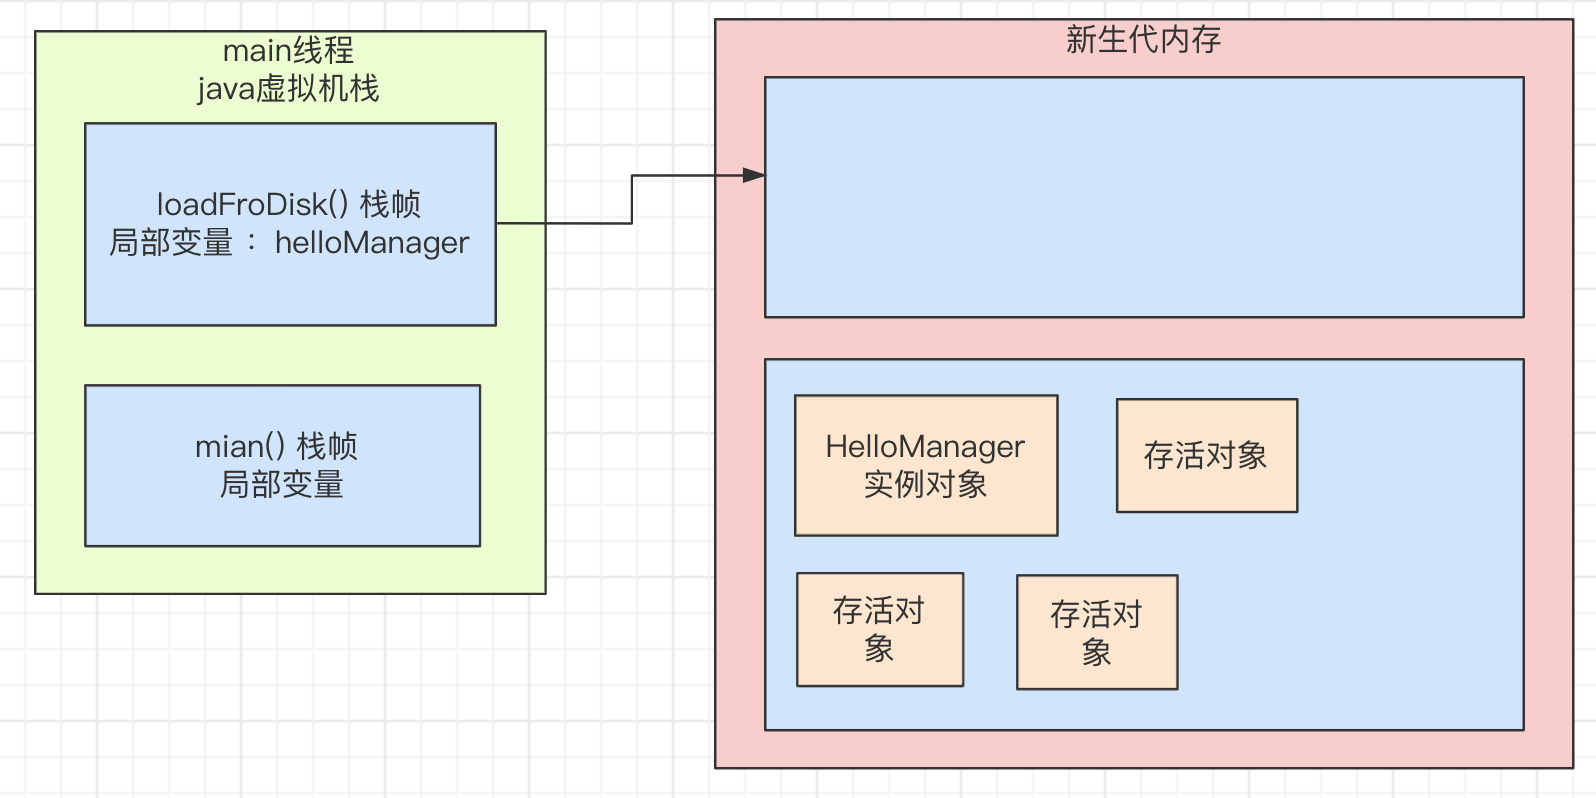 main线程
java虚拟机栈
loadFroDisk() 栈帧
局部变量 ： helloManager
mian() 栈帧
局部变量
新生代内存
HelloManager
实例对象
存活对象
存活对
象
存活对
象